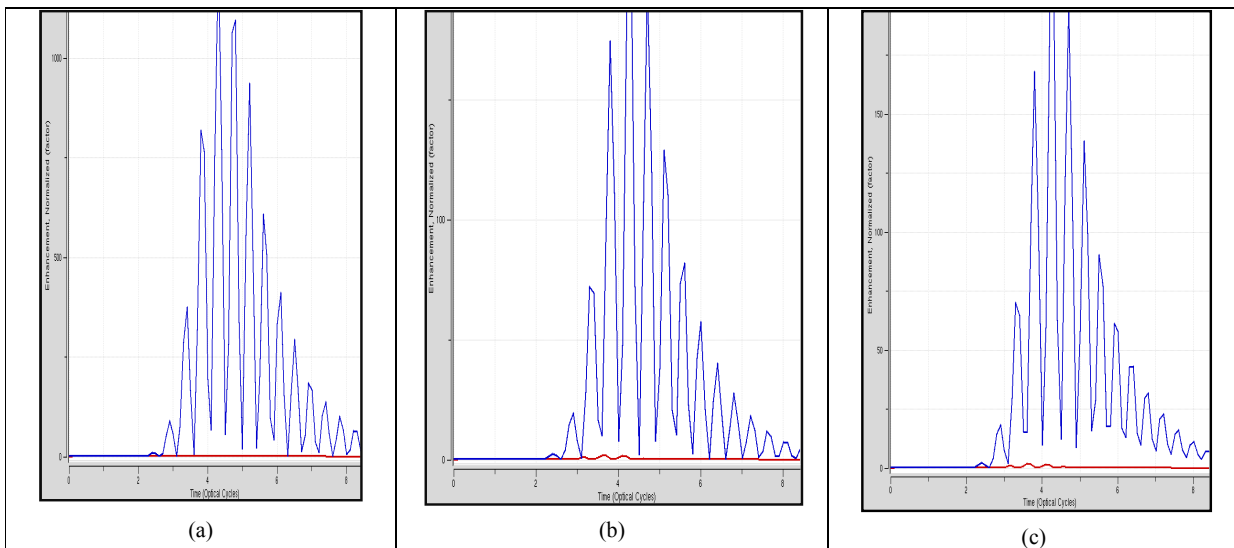 Enhancement, Normalized (factor)
1000
500
0
0
2
4
6
8
Time (Optical Cycles)
(a)
Enhancement, Normalized (factor)
100
0
0
2
4
6
8
Time (Optical Cycles)
(b)
Enhancement, Normalized (factor)
150
100
50
0
0
2
4
6
8
Time (Optical Cycles)
(c)